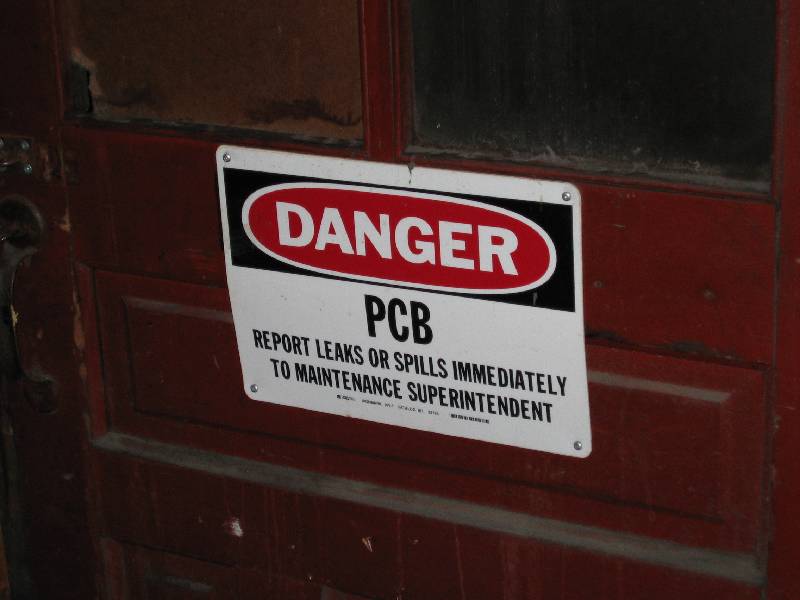 DANGER
PCB
REPORT LEAKS OR SPILLS IMMEDIATELY
TO MAINTENANCE SUPERINTENDENT